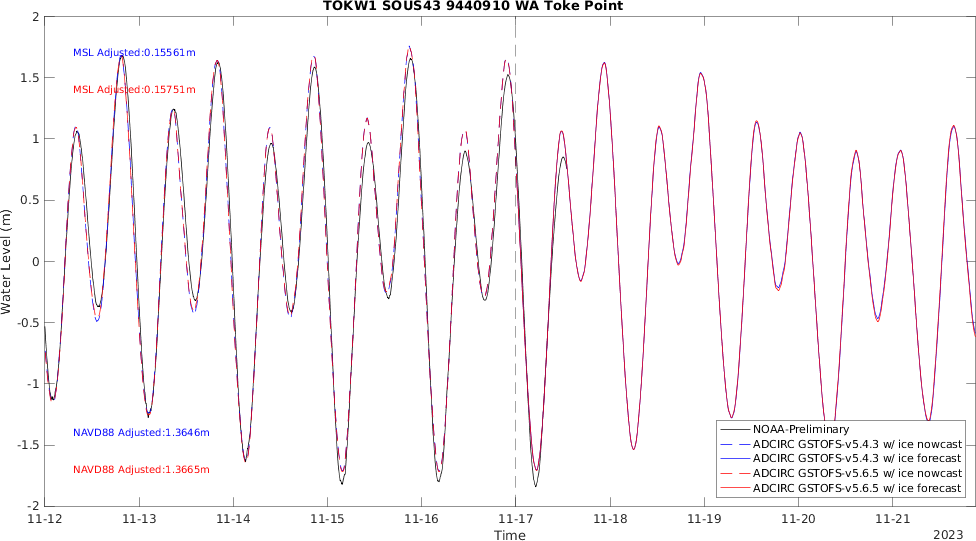 TOKW1 SOUS43 9440910 WA Toke Point
2
1.5
1
0.5
0
-0.5
-1
-1.5
-2
Water Level (m)
MSL Adjusted:0.15561m
MSL Adjusted:0.15751m
NAVD88 Adjusted:1.3646m
NAVD88 Adjusted:1.3665m
NOAA-Preliminary
ADCIRC GSTOFS-v5.4.3 w/ ice nowcast
ADCIRC GSTOFS-v5.4.3 w/ ice forecast
ADCIRC GSTOFS-v5.6.5 w/ ice nowcast
ADCIRC GSTOFS-v5.6.5 w/ ice forecast
11-12 11-13 11-14 11-15 11-16 11-17 11-18 11-19 11-20 11-21
Time
2023